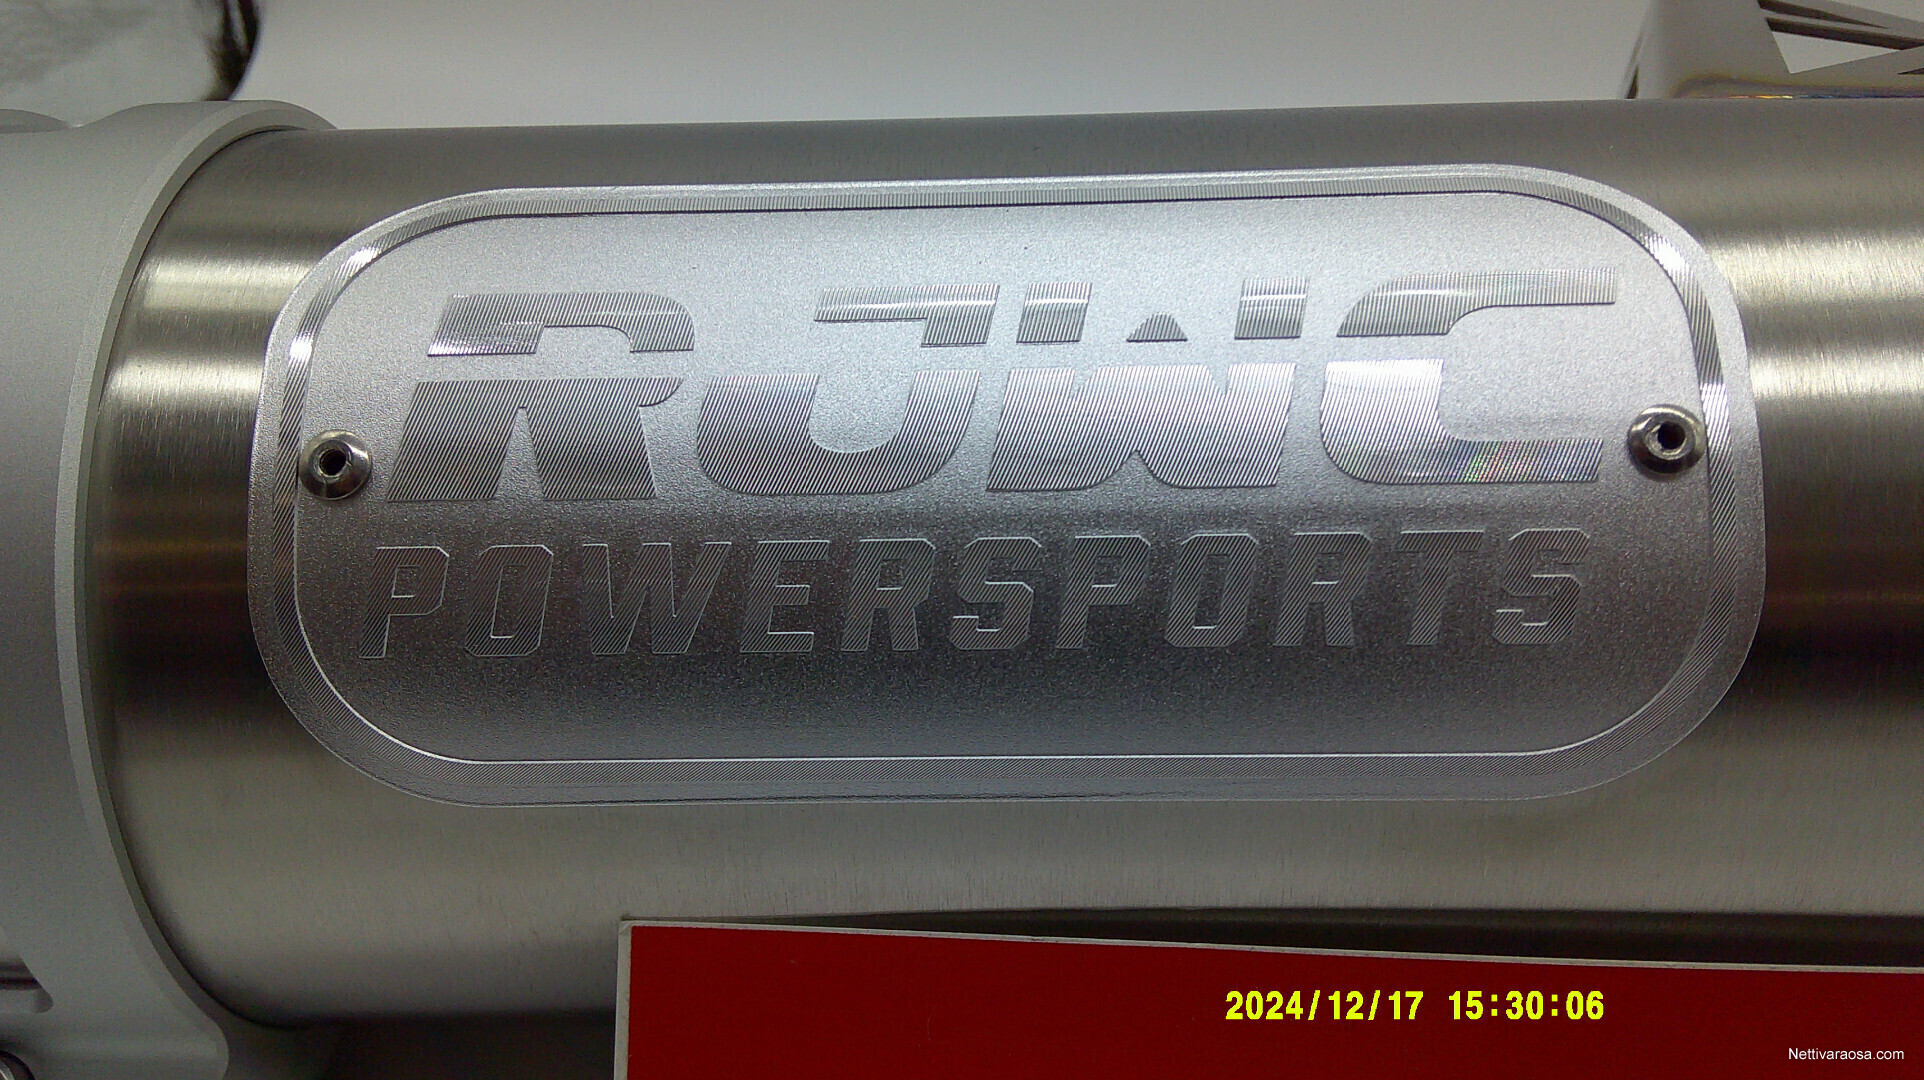 RJWC
POWERSPORTS
2024/12/17 15:30:06
Nettivaraosa.com